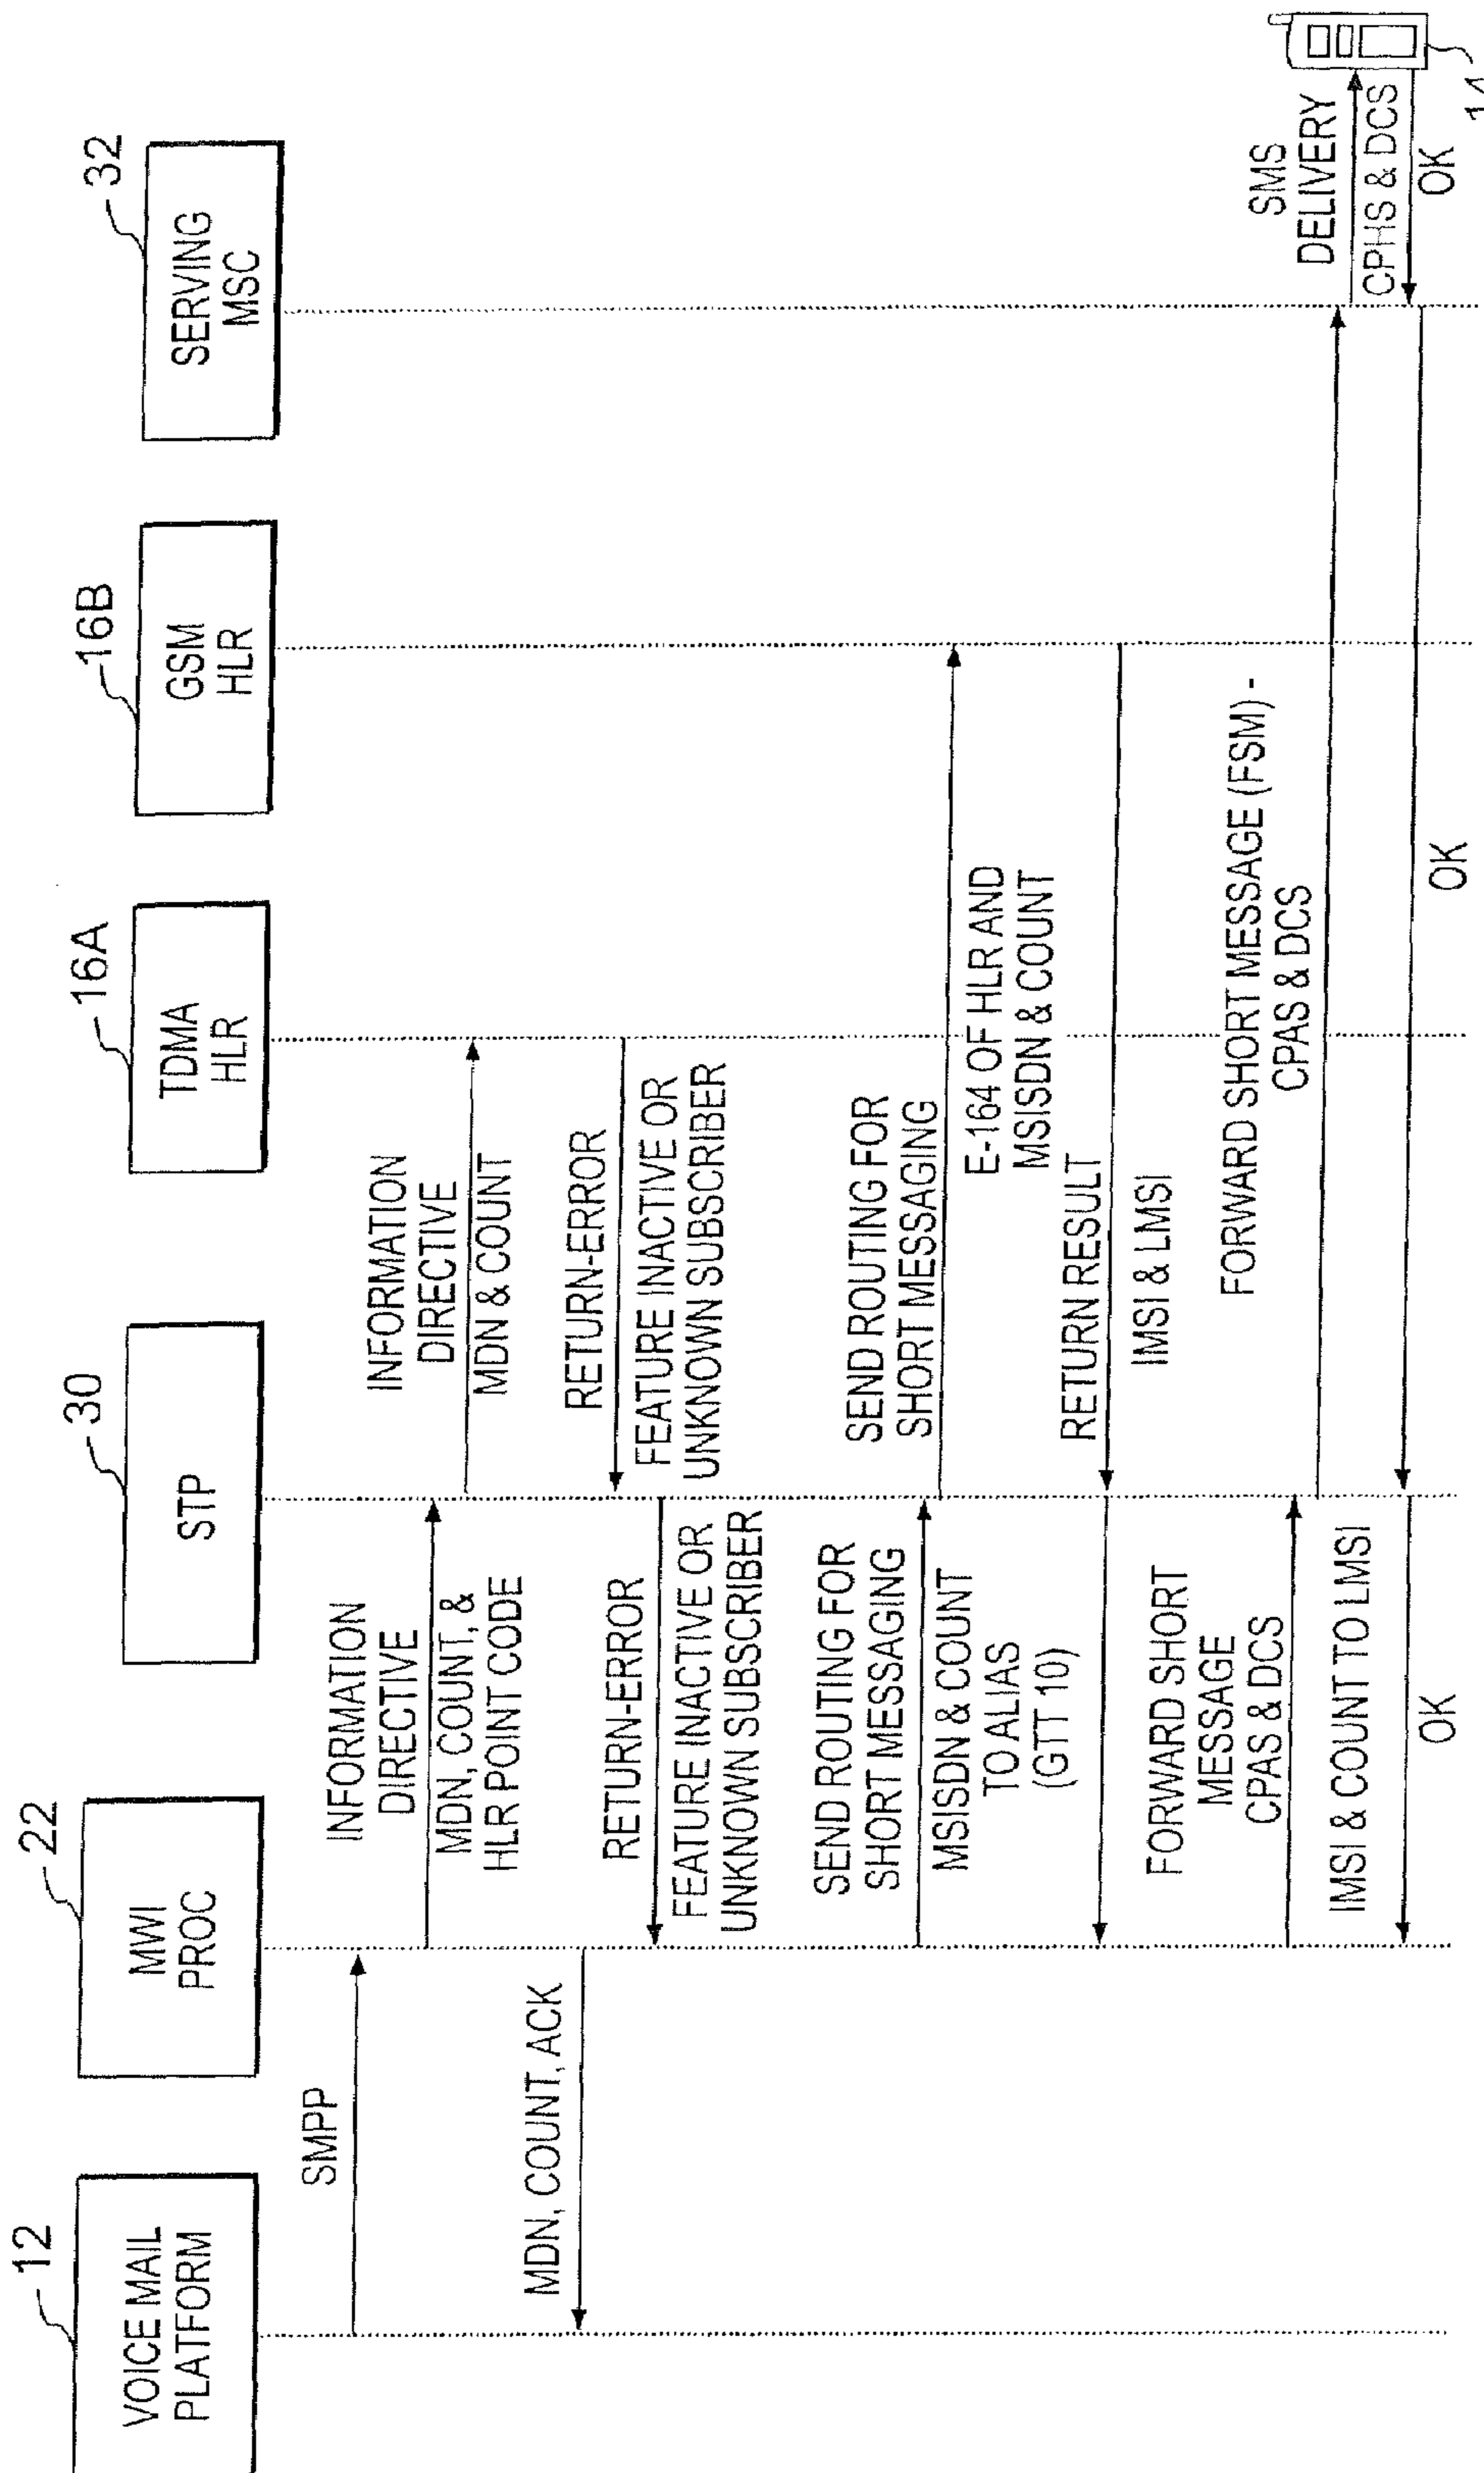 12
VOICE MAIL
PLATFORM
22
MWI
PROC
30
STP
16A
TDMA
HLR
16B
GSM
HLR
32
SERVING
MSC
SMPP
INFORMATION
DIRECTIVE
MDN, COUNT, &
HLR POINT CODE
INFORMATION
DIRECTIVE
MDN & COUNT
MDN, COUNT, ACK
RETURN-ERROR
FEATURE INACTIVE OR
UNKNOWN SUBSCRIBER
RETURN-ERROR
FEATURE INACTIVE OR
UNKNOWN SUBSCRIBER
SEND ROUTING FOR
SHORT MESSAGING
MSISDN & COUNT
TO ALIAS
(GTT 10)
SEND ROUTING FOR
SHORT MESSAGING
E-164 OF HLR AND
MSISDN & COUNT
RETURN RESULT
IMSI & LMSI
FORWARD SHORT
MESSAGE
CPAS & DCS
IMSI & COUNT TO LMSI
FORWARD SHORT MESSAGE (FSM) -
CPAS & DCS
SMS
DELIVERY
CPHS & DCS
OK
14
OK
OK